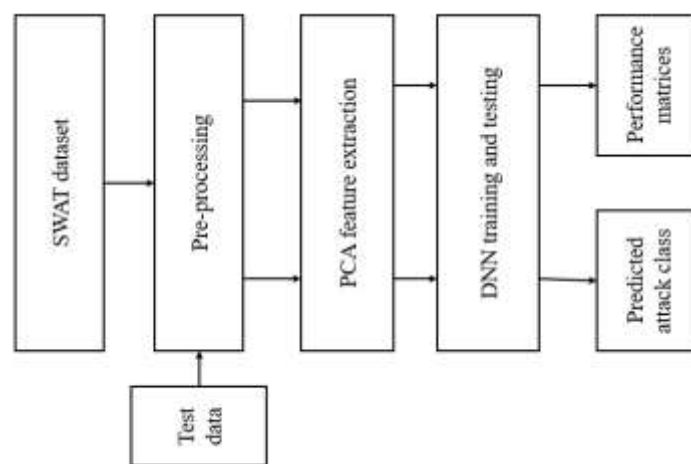 SWAT dataset
Pre-processing
Test
data
PCA feature extraction
DNN training and testing
Performance
matrices
Predicted
attack class